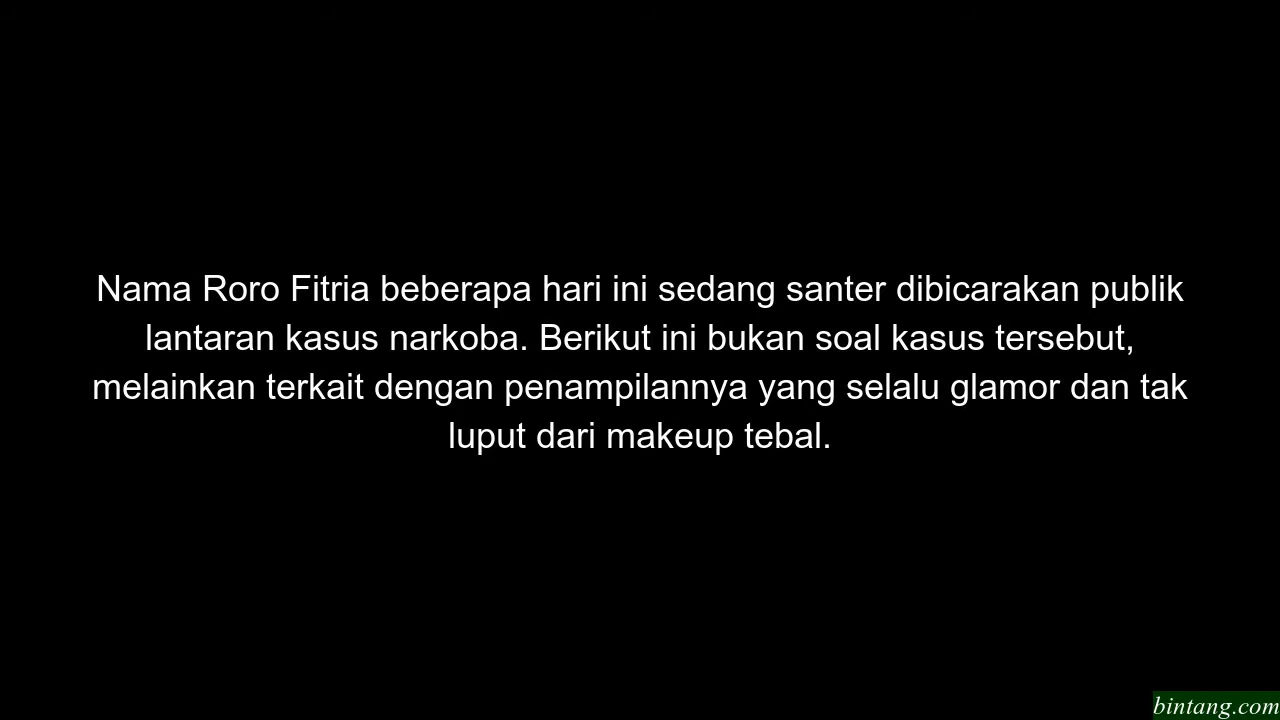 Nama Roro Fitria beberapa hari ini sedang santer dibicarakan publik
lantaran kasus narkoba. Berikut ini bukan soal kasus tersebut,
melainkan terkait dengan penampilannya yang selalu glamor dan tak
luput dari makeup tebal.
bintang.com